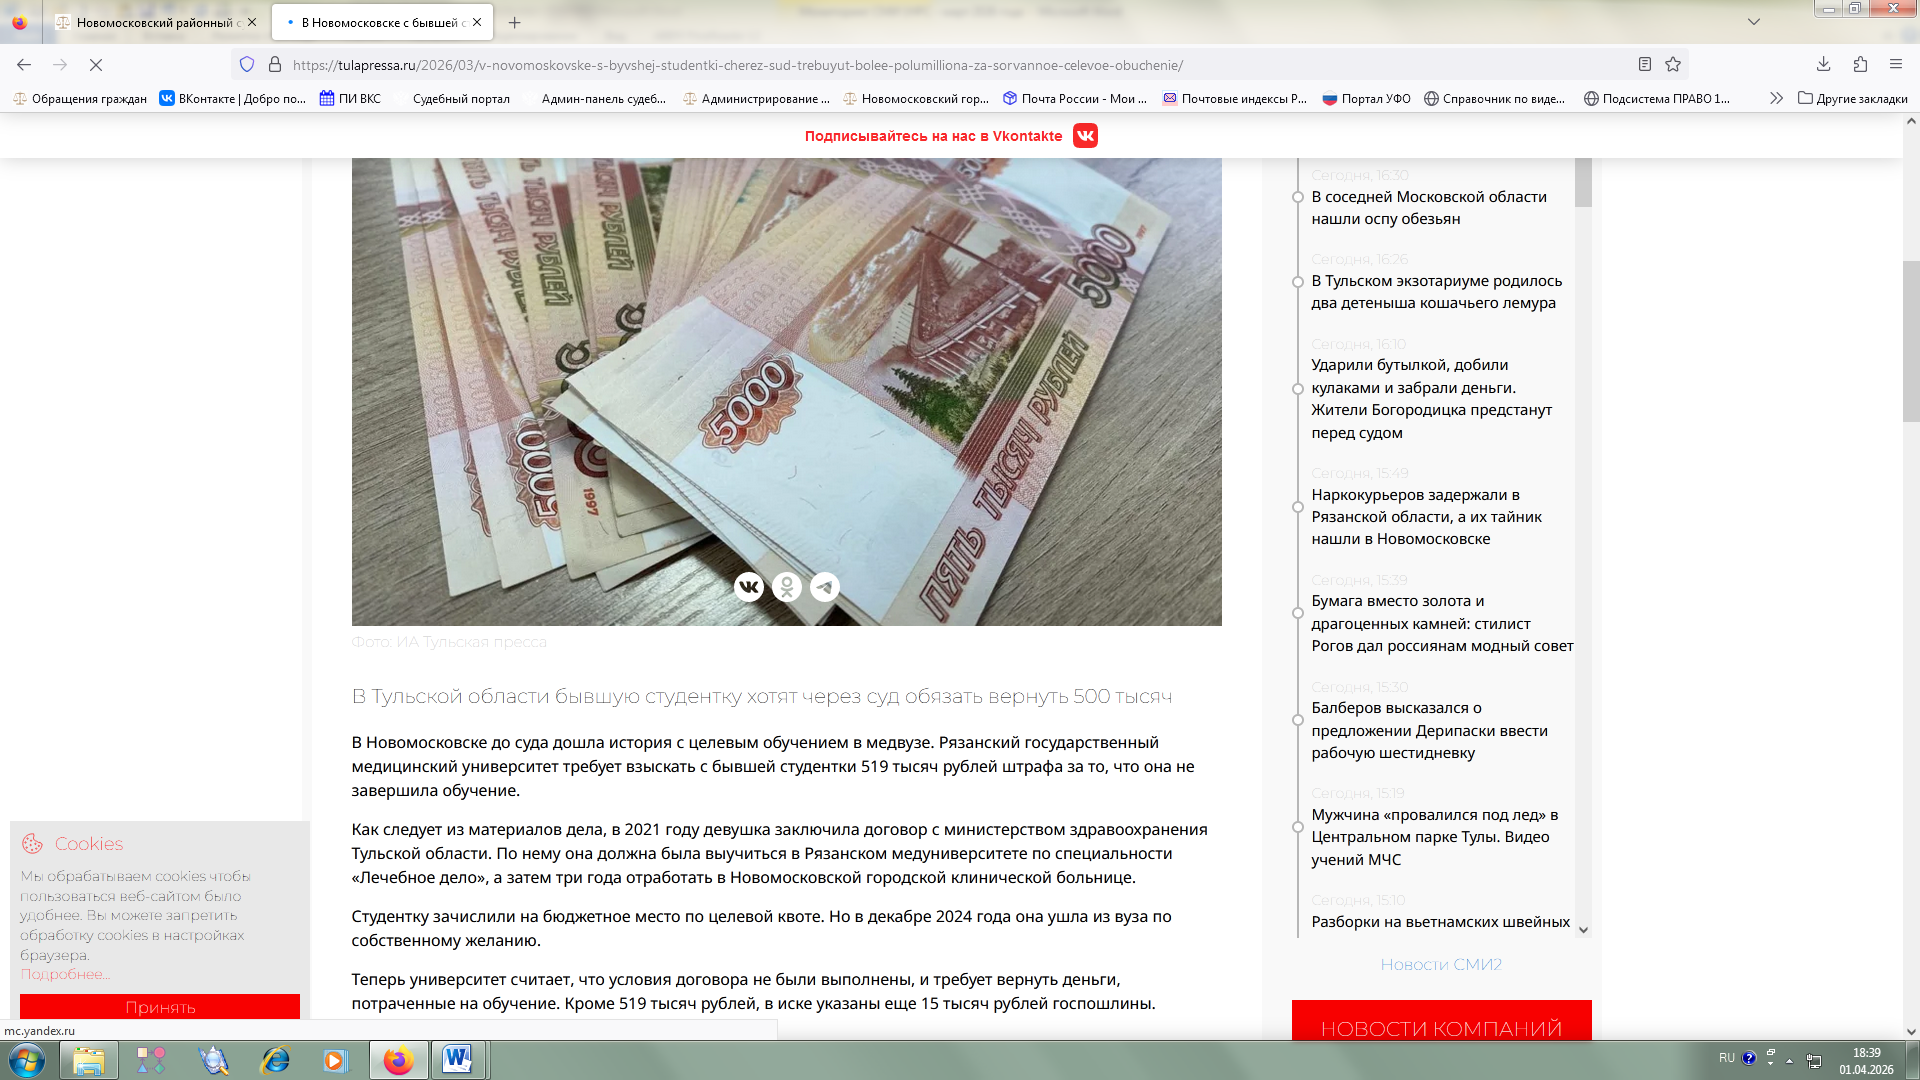 Новомосковский районный с
В Новомосковске с бывшей с
https://tulapressa.ru/2026/03/v-novomoskovske-s-byvshej-studentki-cherez-sud-trebuyut-bolee-polumilliona-za-sorvannoe-celevoe-obuchenie/
Обращения граждан
ВКонтакте | Добро по...
ПИ ВКС
Судебный портал
Админ-панель судеб...
Администрирование ...
Новомосковский гор...
Почта России - Мои ...
Почтовые индексы Р...
Портал УФО
Справочник по виде...
Подсистема ПРАВО 1...
Другие закладки
Подписывайтесь на нас в Vkontakte
5000
5000
5000
1997
1997
ПЯТЬ ТЫСЯЧ РУБЛЕЙ
Фото: ИА Тульская пресса
В Тульской области бывшую студентку хотят через суд обязать вернуть 500 тысяч
В Новомосковске до суда дошла история с целевым обучением в медвузе. Рязанский государственный
медицинский университет требует взыскать с бывшей студентки 519 тысяч рублей штрафа за то, что она не
завершила обучение.
Как следует из материалов дела, в 2021 году девушка заключила договор с министерством здравоохранения
Тульской области. По нему она должна была выучиться в Рязанском медуниверситете по специальности
«Лечебное дело», а затем три года отработать в Новомосковской городской клинической больнице.
Студентку зачислили на бюджетное место по целевой квоте. Но в декабре 2024 года она ушла из вуза по
собственному желанию.
Теперь университет считает, что условия договора не были выполнены, и требует вернуть деньги,
потраченные на обучение. Кроме 519 тысяч рублей, в иске указаны еще 15 тысяч рублей госпошлины.
Сегодня, 16:30
В соседней Московской области
нашли оспу обезьян
Сегодня, 16:26
В Тульском экзотариуме родилось
два детеныша кошачьего лемура
Сегодня, 16:10
Ударили бутылкой, добили
кулаками и забрали деньги.
Жители Богородицка предстанут
перед судом
Сегодня, 15:49
Наркокурьеров задержали в
Рязанской области, а их тайник
нашли в Новомосковске
Сегодня, 15:39
Бумага вместо золота и
драгоценных камней: стилист
Рогов дал россиянам модный совет
Сегодня, 15:30
Балберов высказался о
предложении Дерипаски ввести
рабочую шестидневку
Сегодня, 15:19
Мужчина «провалился под лед» в
Центральном парке Тулы. Видео
учений МЧС
Сегодня, 15:10
Разборки на вьетнамских швейных
Новости СМИ2
НОВОСТИ КОМПАНИЙ
Cookies
Мы обрабатываем cookies чтобы
пользоваться веб-сайтом было
удобнее. Вы можете запретить
обработку cookies в настройках
браузера.
Подробнее...
Принять
mc.yandex.ru
RU
18:39
01.04.2026